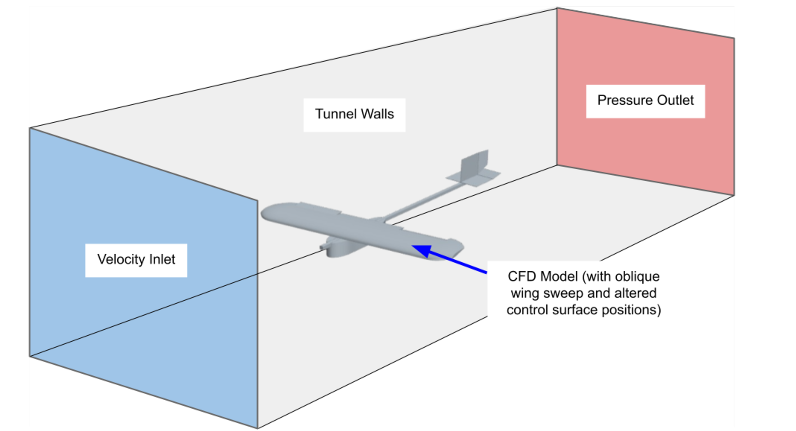 Tunnel Walls
Pressure Outlet
Velocity Inlet
CFD Model (with oblique
wing sweep and altered
control surface positions)